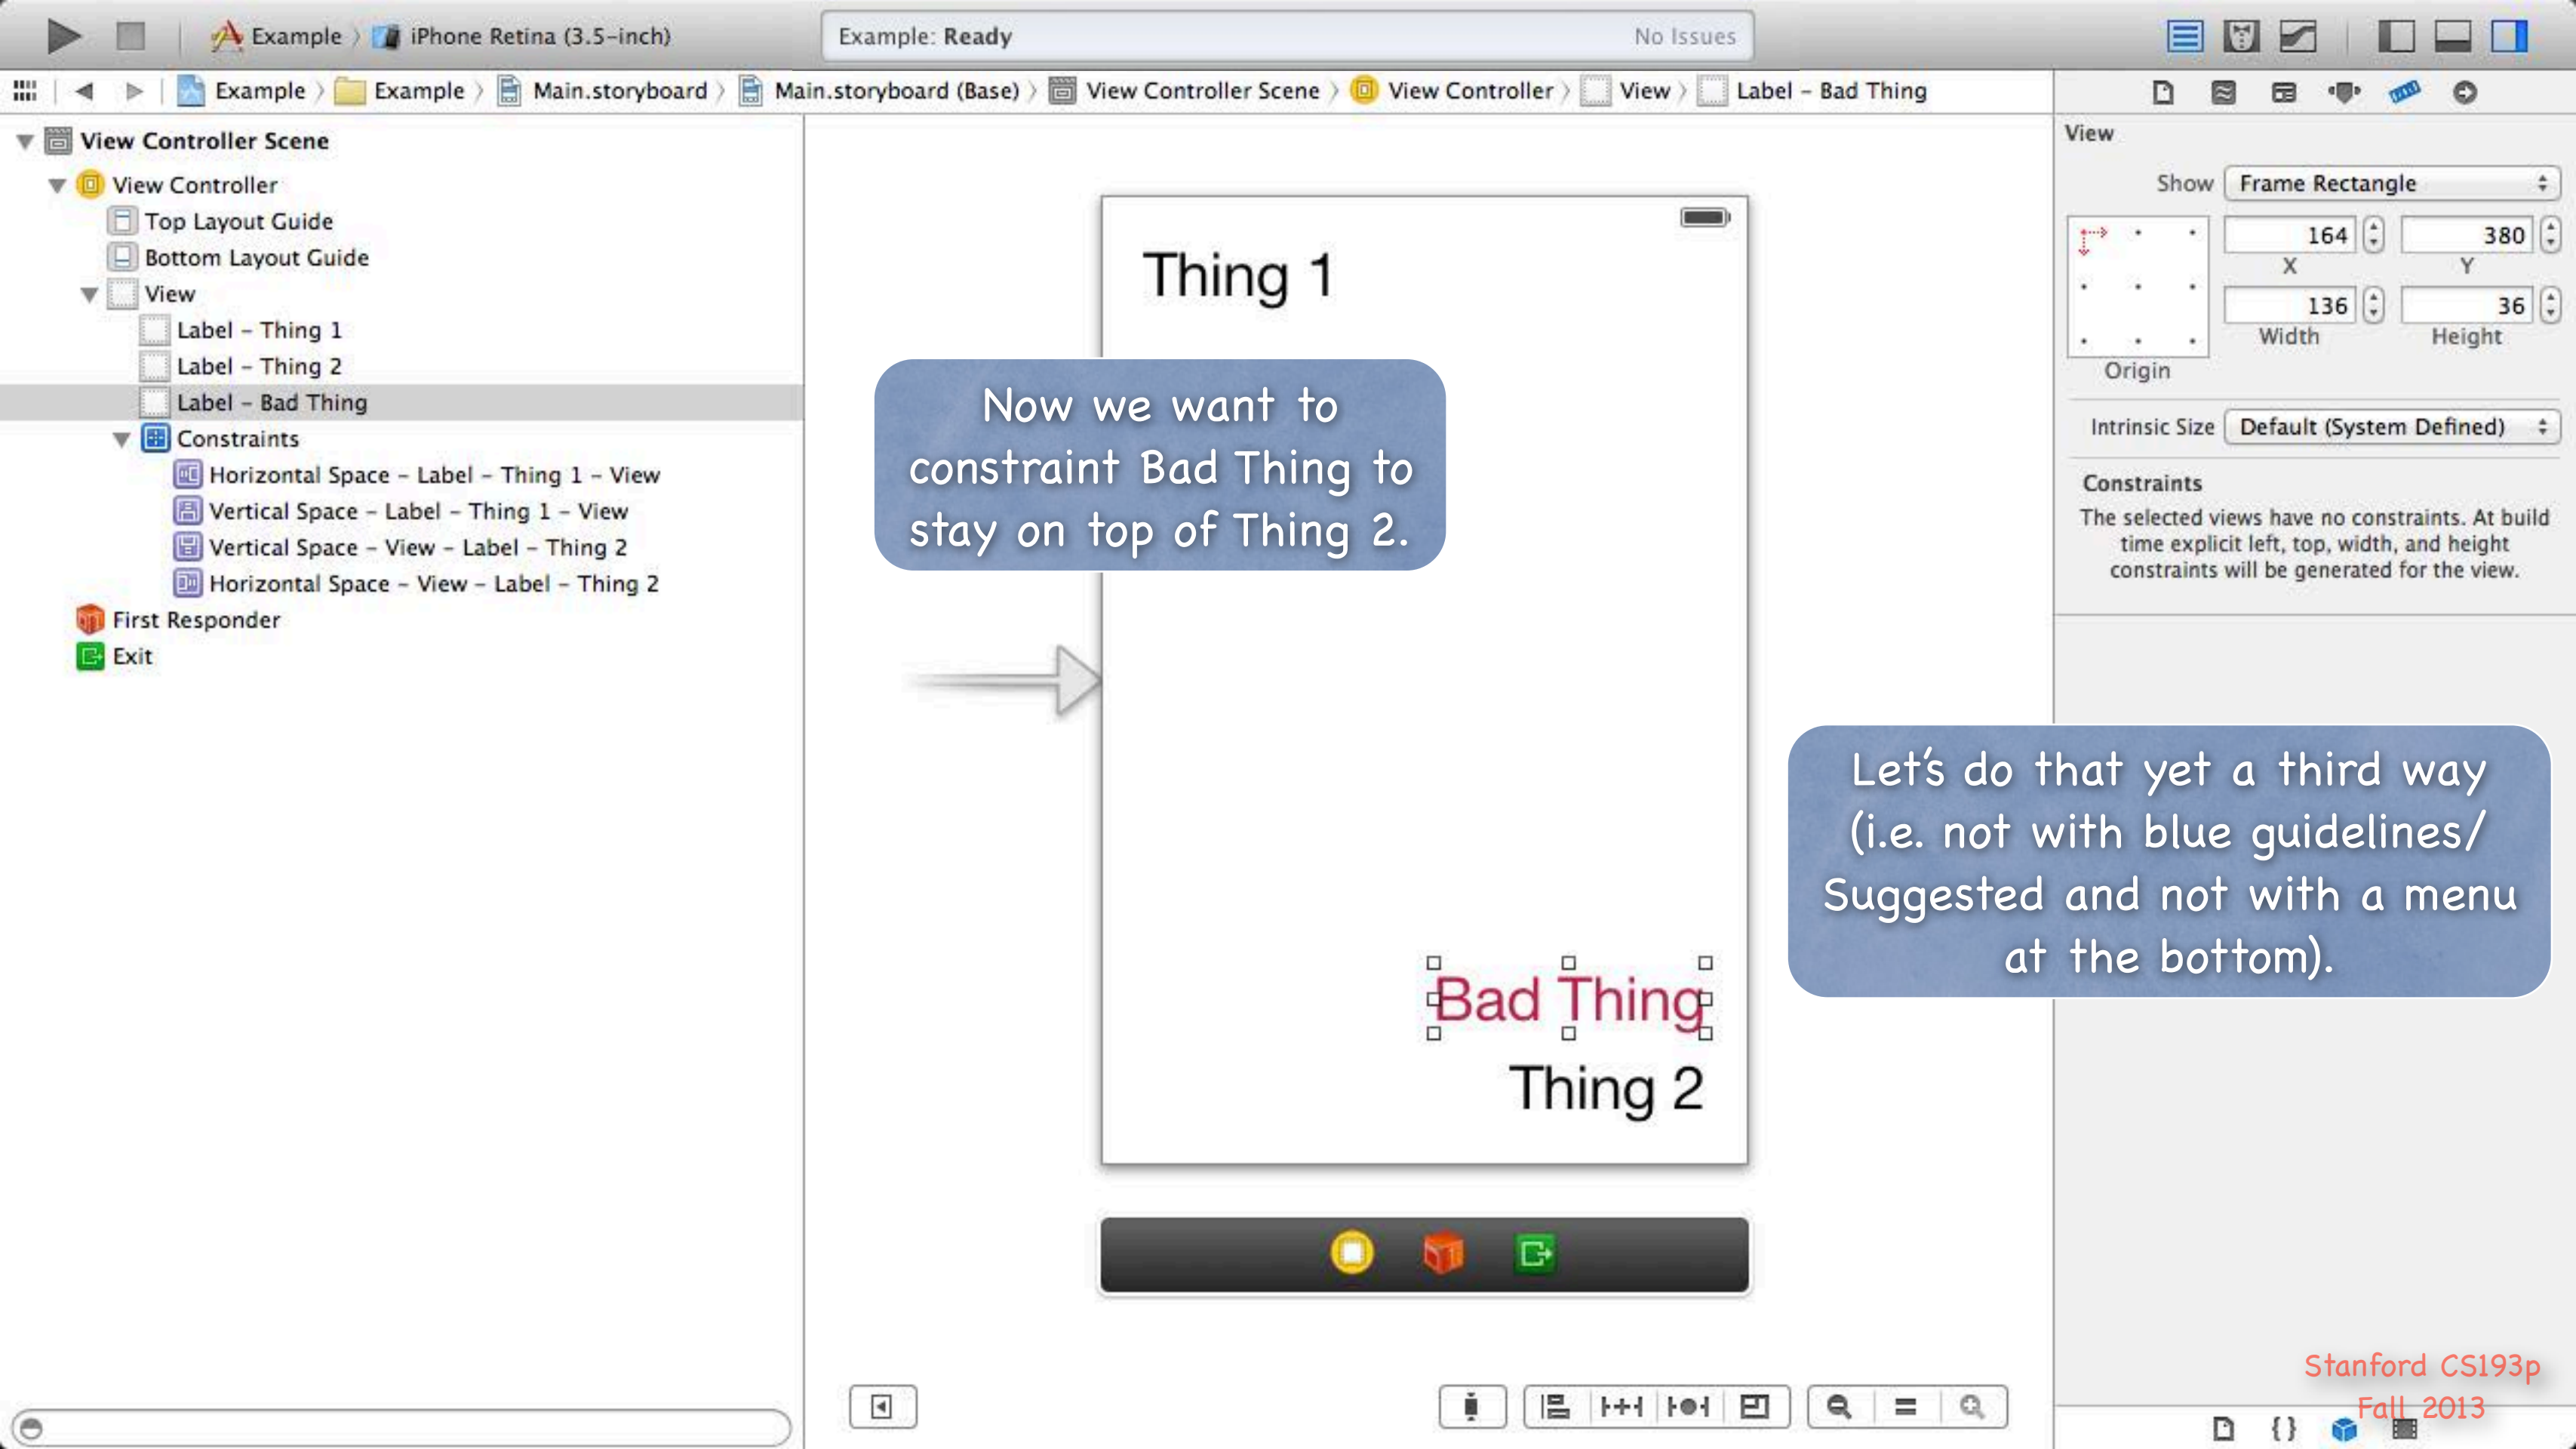 Example
iPhone Retina (3.5-inch)
Example: Ready
No Issues
Example
Example
Main.storyboard
Main.storyboard (Base)
View Controller Scene
View Controller
View
Label – Bad Thing
View Controller Scene
View Controller
Top Layout Guide
Bottom Layout Guide
View
Label – Thing 1
Label – Thing 2
Label – Bad Thing
Constraints
Horizontal Space – Label – Thing 1 – View
Vertical Space – Label – Thing 1 – View
Vertical Space – View – Label – Thing 2
Horizontal Space – View – Label – Thing 2
First Responder
Exit
Thing 1
Now we want to
constraint Bad Thing to
stay on top of Thing 2.
Bad Thing
Thing 2
View
Show Frame Rectangle
164 380
X Y
136 36
Width Height
Origin
Intrinsic Size Default (System Defined)
Constraints
The selected views have no constraints. At build
time explicit left, top, width, and height
constraints will be generated for the view.
Let's do that yet a third way
(i.e. not with blue guidelines/
Suggested and not with a menu
at the bottom).
Stanford CS193p
Fall 2013